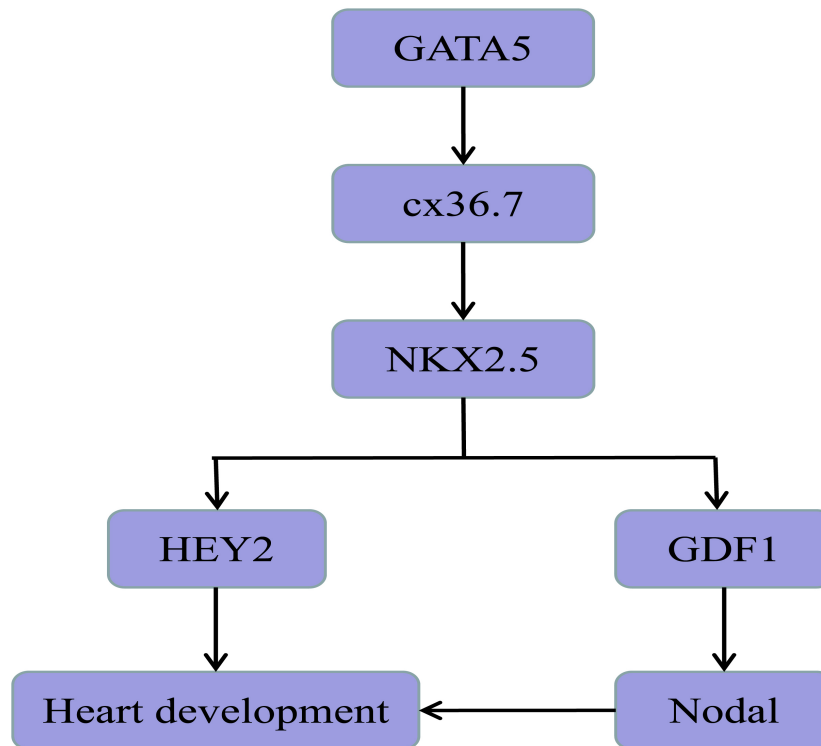 GATA5
cx36.7
NKX2.5
HEY2
GDF1
Heart development
Nodal